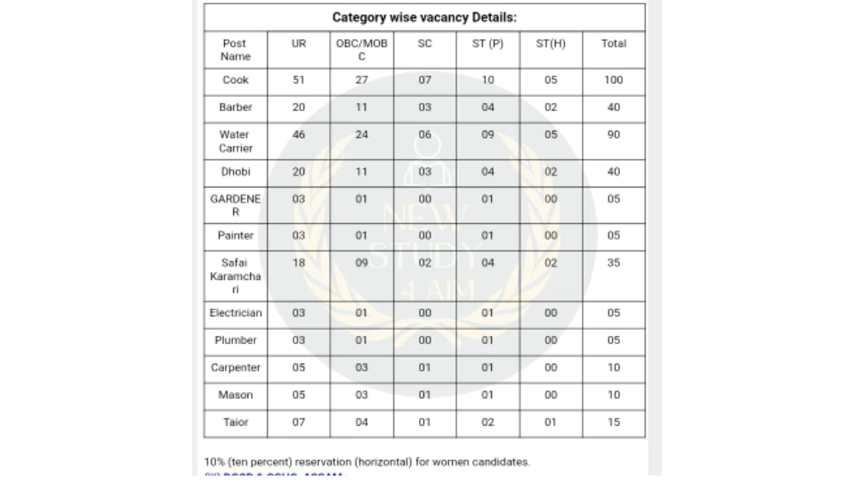 Category wise vacancy Details:
Post Name UR OBC/MOBC SC ST (P) ST(H) Total
Cook 51 27 07 10 05 100
Barber 20 11 03 04 02 40
Water Carrier 46 24 06 09 05 90
Dhobi 20 11 03 04 02 40
GARDENER 03 01 00 01 00 05
Painter 03 01 00 01 00 05
Safai Karamchari 18 09 02 04 02 35
Electrician 03 01 00 01 00 05
Plumber 03 01 00 01 00 05
Carpenter 05 03 01 01 00 10
Mason 05 03 01 01 00 10
Taior 07 04 01 02 01 15
NEW
STUDY
4 AIM
10% (ten percent) reservation (horizontal) for women candidates.